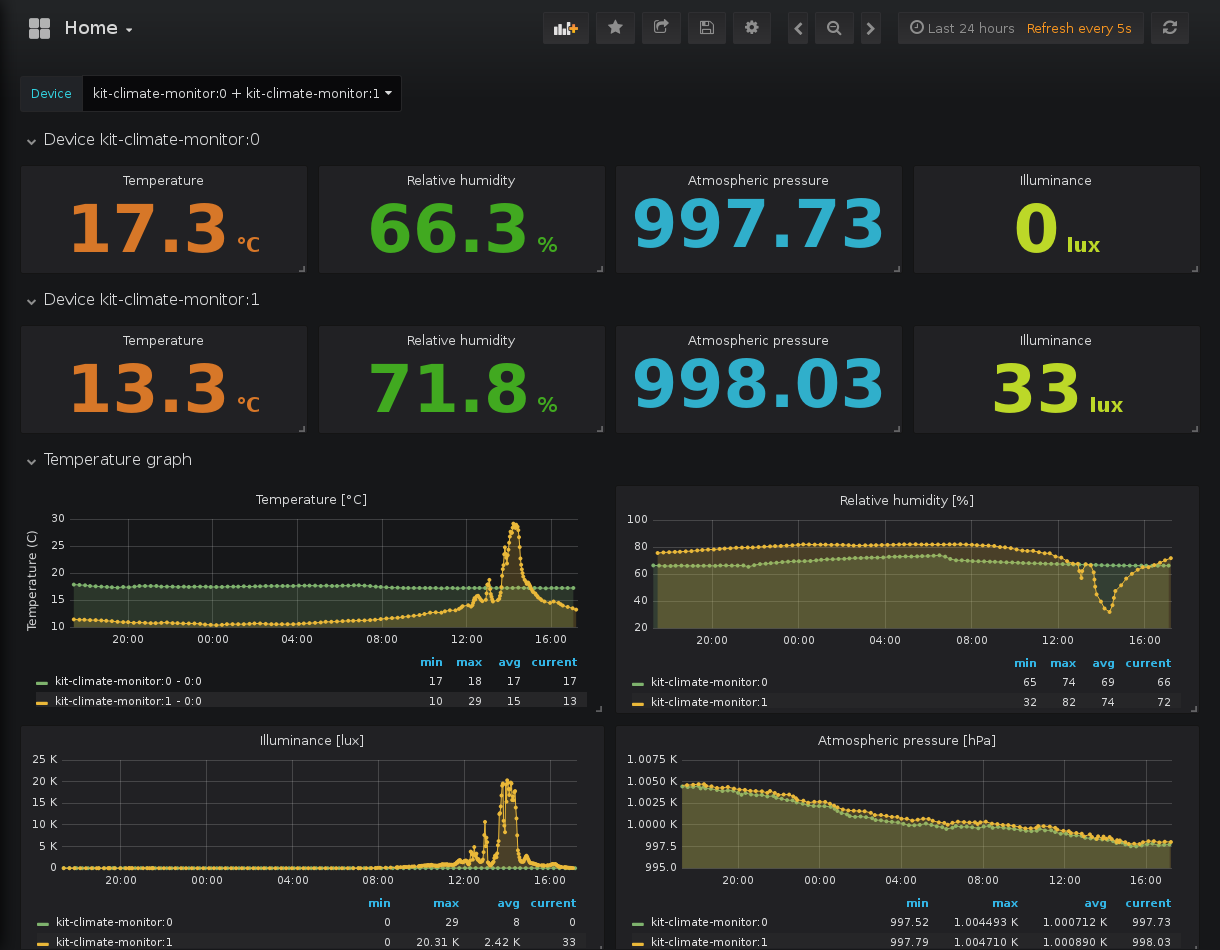 Home
Last 24 hours Refresh every 5s
Device kit-climate-monitor:0 + kit-climate-monitor:1
Device kit-climate-monitor:0
Temperature Relative humidity Atmospheric pressure Illuminance
17.3 °C 66.3 % 997.73 0 lux
Device kit-climate-monitor:1
Temperature Relative humidity Atmospheric pressure Illuminance
13.3 °C 71.8 % 998.03 33 lux
Temperature graph
Temperature [°C]
Temperature (C)
30
25
20
15
10
20:00 00:00 04:00 08:00 12:00 16:00
min max avg current
kit-climate-monitor:0 - 0:0 17 18 17 17
kit-climate-monitor:1 - 0:0 10 29 15 13
Relative humidity [%]
100
80
60
40
20
20:00 00:00 04:00 08:00 12:00 16:00
min max avg current
kit-climate-monitor:0 65 74 69 66
kit-climate-monitor:1 32 82 74 72
Illuminance [lux]
25 K
20 K
15 K
10 K
5 K
0
20:00 00:00 04:00 08:00 12:00 16:00
min max avg current
kit-climate-monitor:0 0 29 8 0
kit-climate-monitor:1 0 20.31 K 2.42 K 33
Atmospheric pressure [hPa]
1.0075 K
1.0050 K
1.0025 K
1.0000 K
997.5
995.0
20:00 00:00 04:00 08:00 12:00 16:00
min max avg current
kit-climate-monitor:0 997.52 1.004493 K 1.000712 K 997.73
kit-climate-monitor:1 997.79 1.004710 K 1.000890 K 998.03